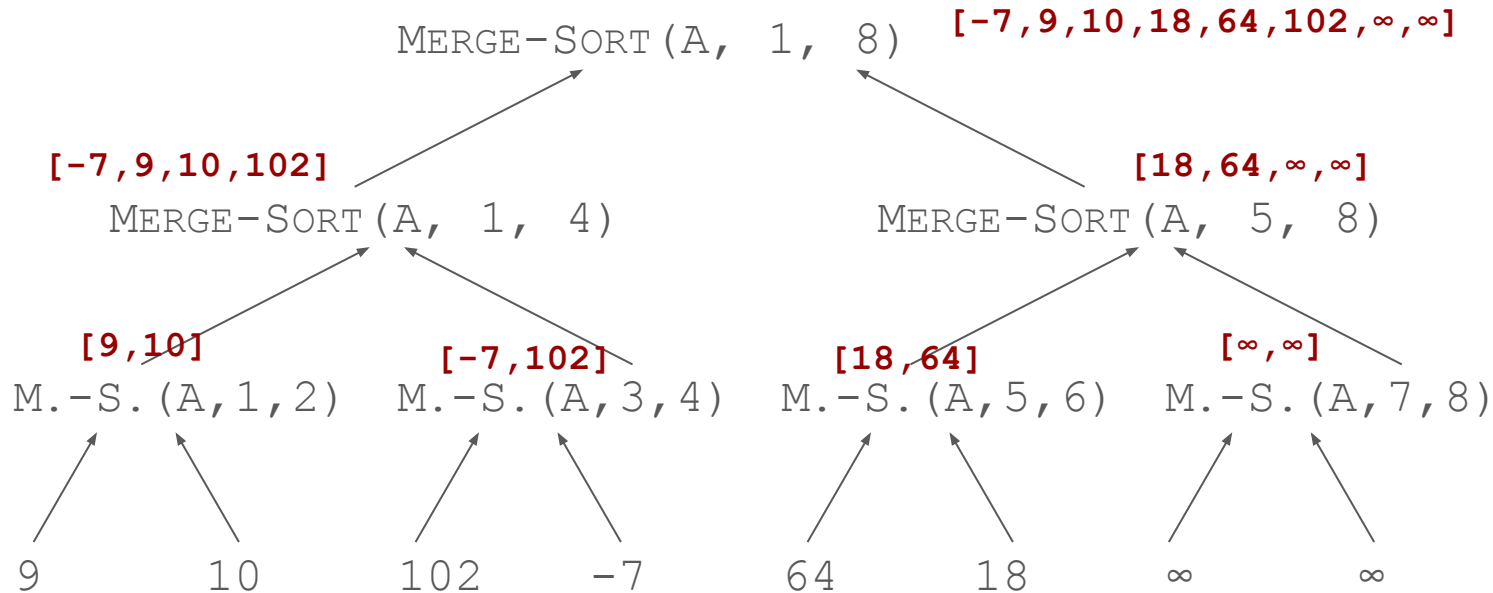 MERGE-SORT(A, 1, 8) [-7,9,10,18,64,102,∞,∞]
[-7,9,10,102] [18,64,∞,∞]
MERGE-SORT(A, 1, 4) MERGE-SORT(A, 5, 8)
[9,10] [-7,102] [18,64] [∞,∞]
M.-S.(A,1,2) M.-S.(A,3,4) M.-S.(A,5,6) M.-S.(A,7,8)
9 10 102 -7 64 18 ∞ ∞